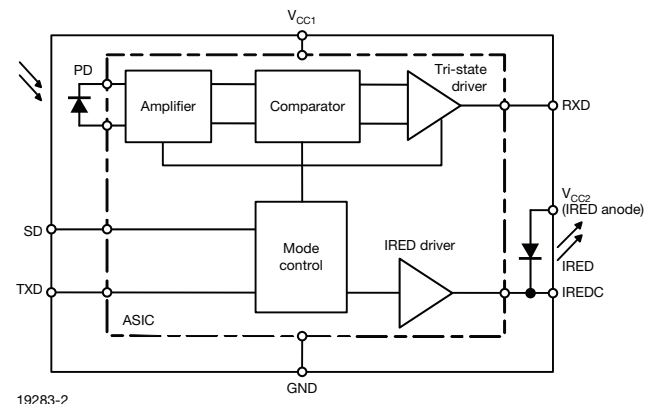 VCC1
PD
Amplifier
Comparator
Tri-state
driver
RXD
VCC2
(IRED anode)
SD
Mode
control
IRED driver
IRED
TXD
IREDC
ASIC
GND
19283-2